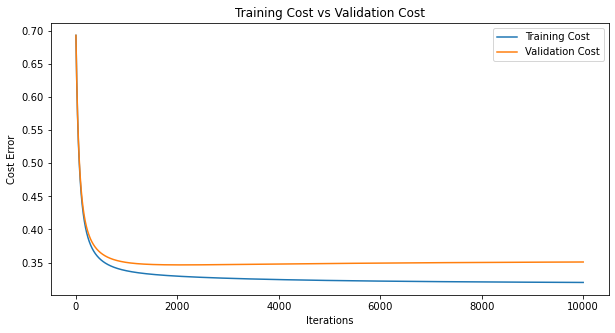 Training Cost vs Validation Cost
Training Cost
Validation Cost
Cost Error
0.70
0.65
0.60
0.55
0.50
0.45
0.40
0.35
0
2000
4000
6000
8000
10000
Iterations